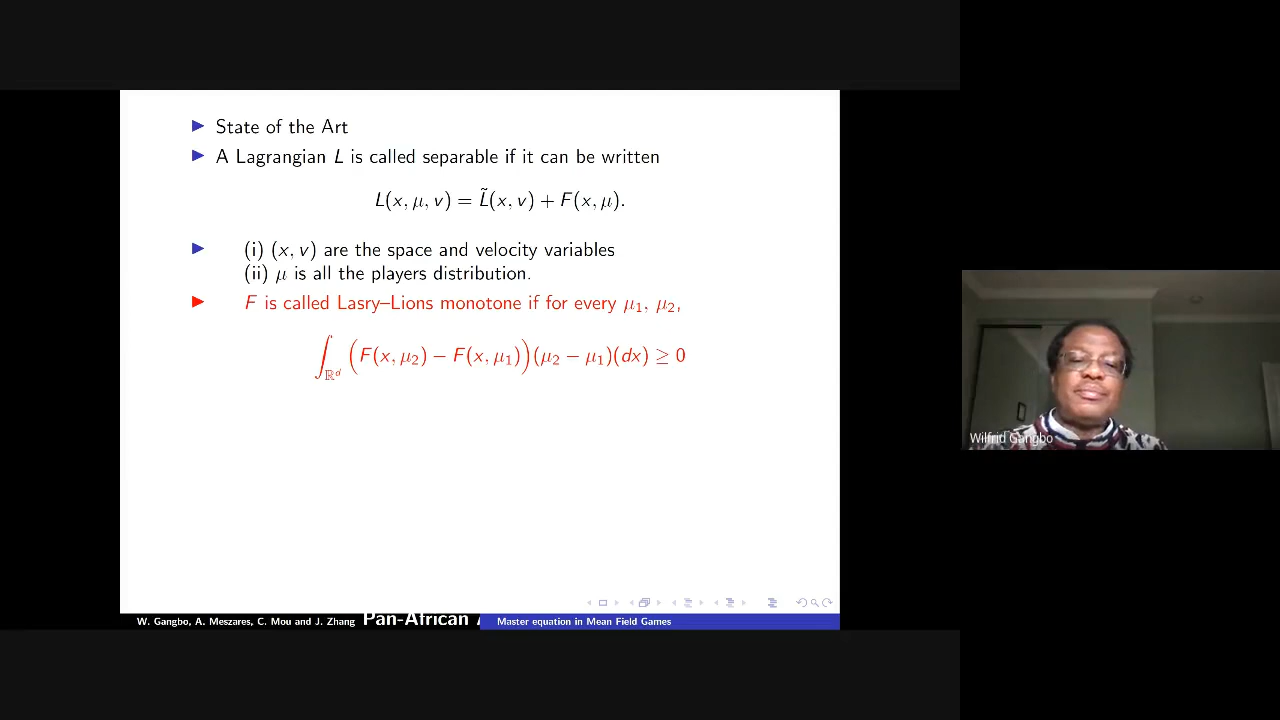 ▶ State of the Art
▶ A Lagrangian L is called separable if it can be written
L(x, μ, v) = L̃(x, v) + F(x, μ).
▶ (i) (x, v) are the space and velocity variables
(ii) μ is all the players distribution.
▶ F is called Lasry–Lions monotone if for every μ₁, μ₂,
∫_{ℝᵈ} (F(x, μ₂) − F(x, μ₁))(μ₂ − μ₁)(dx) ≥ 0
Wilfrid Gangbo
W. Gangbo, A. Meszares, C. Mou and J. Zhang Pan-African Master equation in Mean Field Games